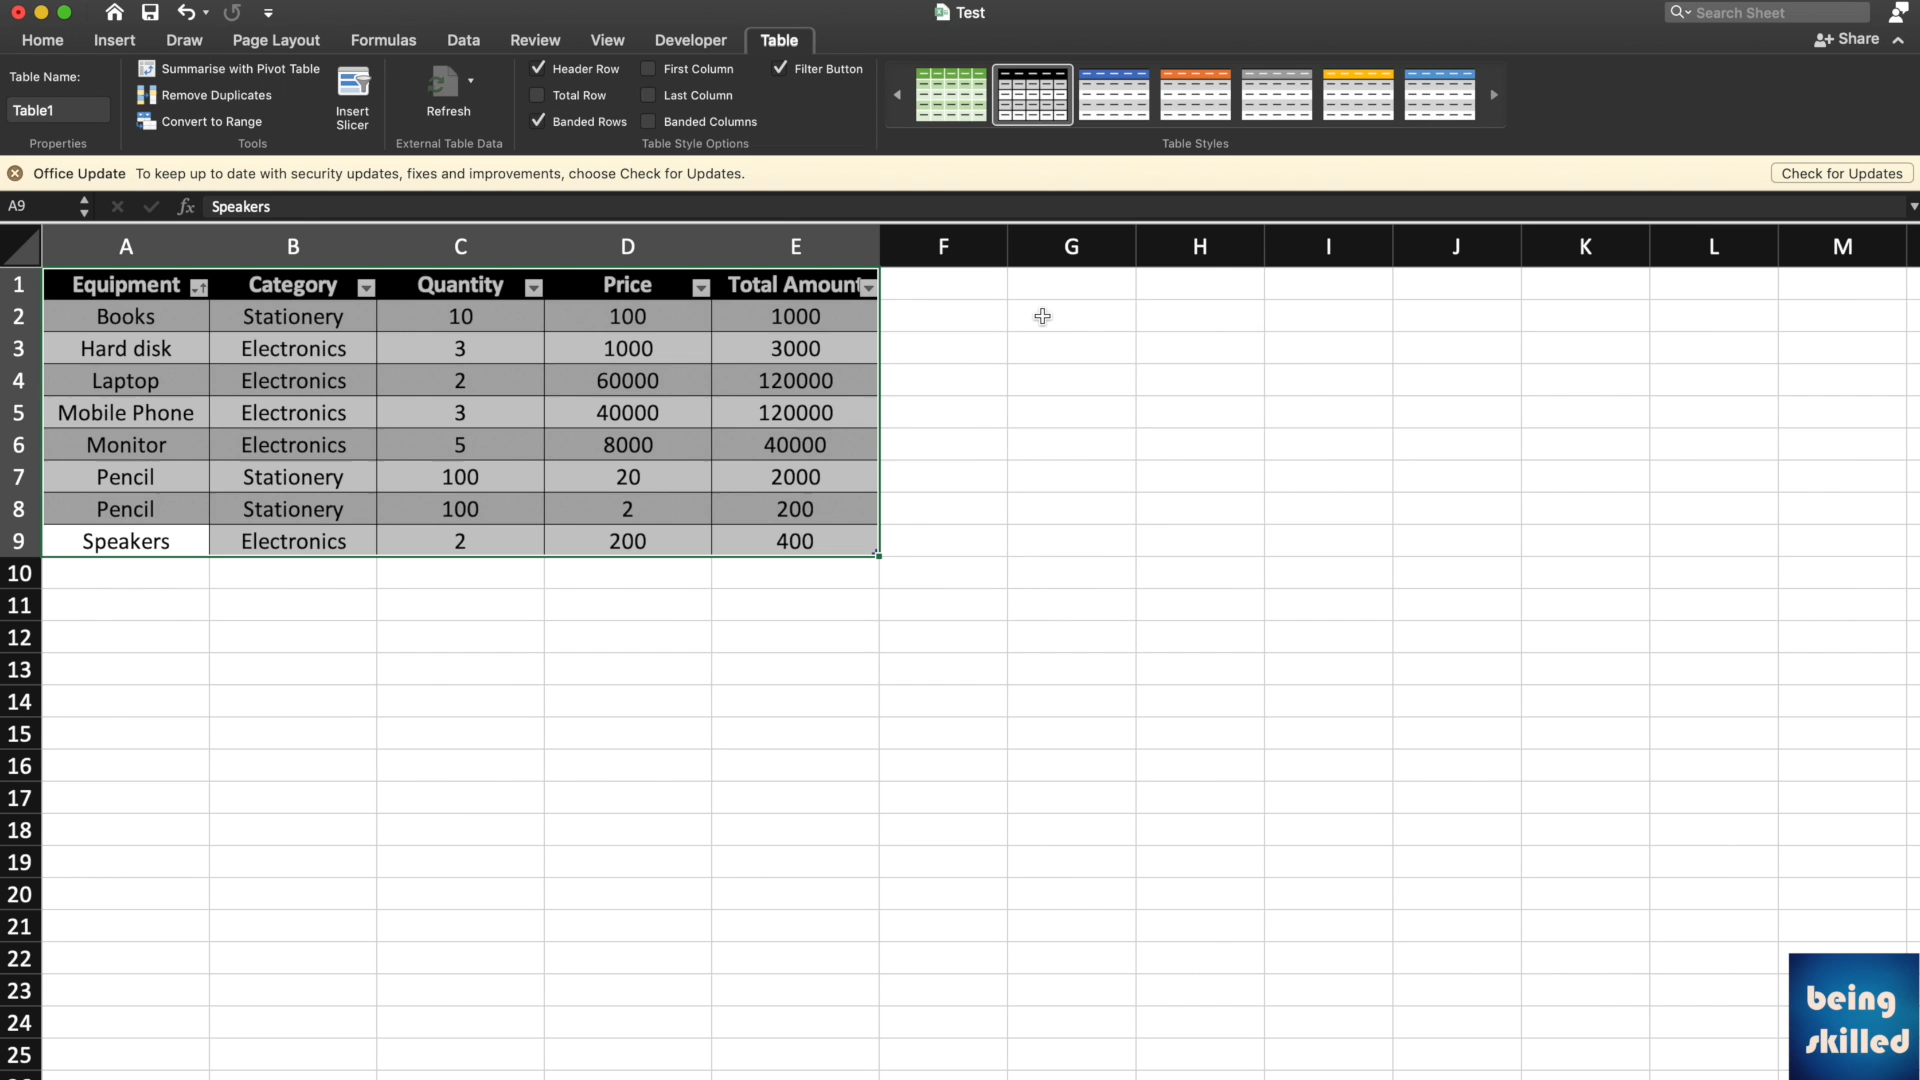 Test
Search Sheet
Home Insert Draw Page Layout Formulas Data Review View Developer Table Share
Table Name:
Table1
Properties
Summarise with Pivot Table
Remove Duplicates
Convert to Range
Insert
Slicer
Tools
Refresh
External Table Data
Header Row First Column Filter Button
Total Row Last Column
Banded Rows Banded Columns
Table Style Options
Table Styles
Office Update To keep up to date with security updates, fixes and improvements, choose Check for Updates. Check for Updates
A9 fx Speakers
A B C D E F G H I J K L M
1 Equipment Category Quantity Price Total Amount
2 Books Stationery 10 100 1000
3 Hard disk Electronics 3 1000 3000
4 Laptop Electronics 2 60000 120000
5 Mobile Phone Electronics 3 40000 120000
6 Monitor Electronics 5 8000 40000
7 Pencil Stationery 100 20 2000
8 Pencil Stationery 100 2 200
9 Speakers Electronics 2 200 400
10
11
12
13
14
15
16
17
18
19
20
21
22
23
24
25
being
skilled